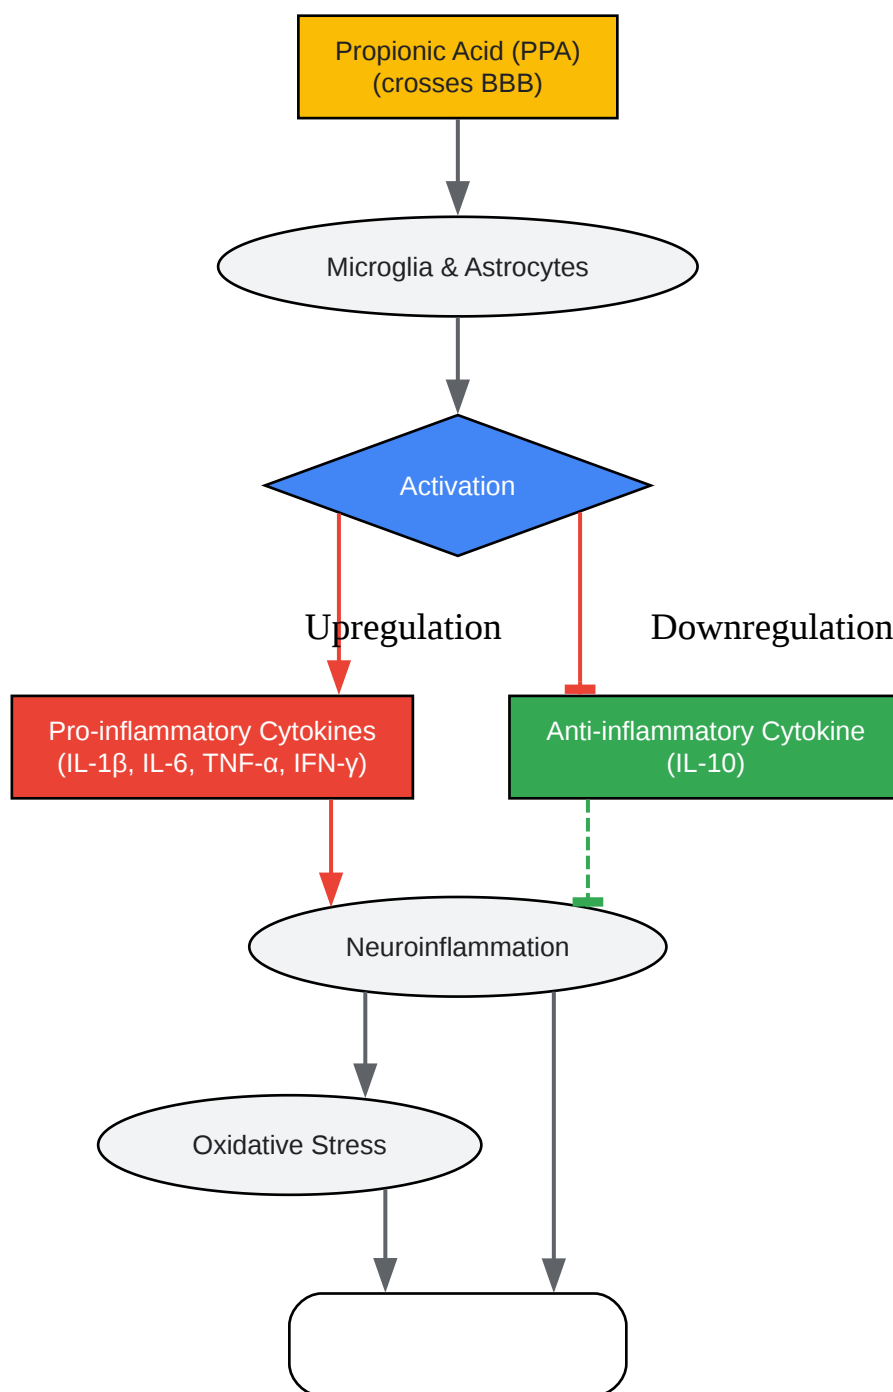 Propionic Acid (PPA)
(crosses BBB)
Microglia & Astrocytes
Activation
Upregulation
Downregulation
Pro-inflammatory Cytokines
(IL-1β, IL-6, TNF-α, IFN-γ)
Anti-inflammatory Cytokine
(IL-10)
Neuroinflammation
Oxidative Stress